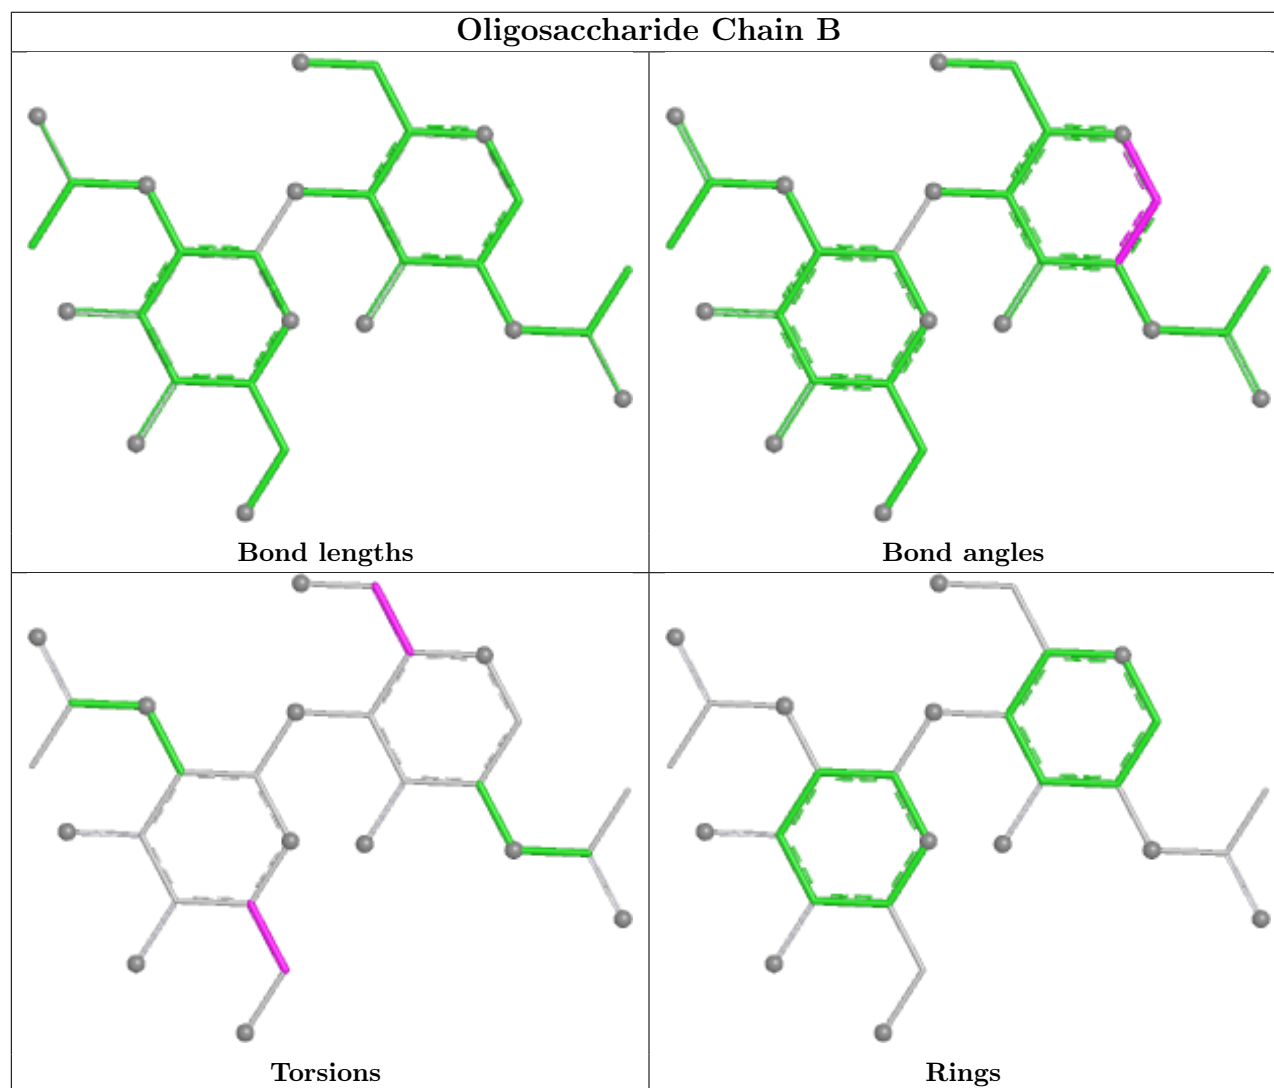 Oligosaccharide Chain B
Bond lengths
Bond angles
Torsions
Rings